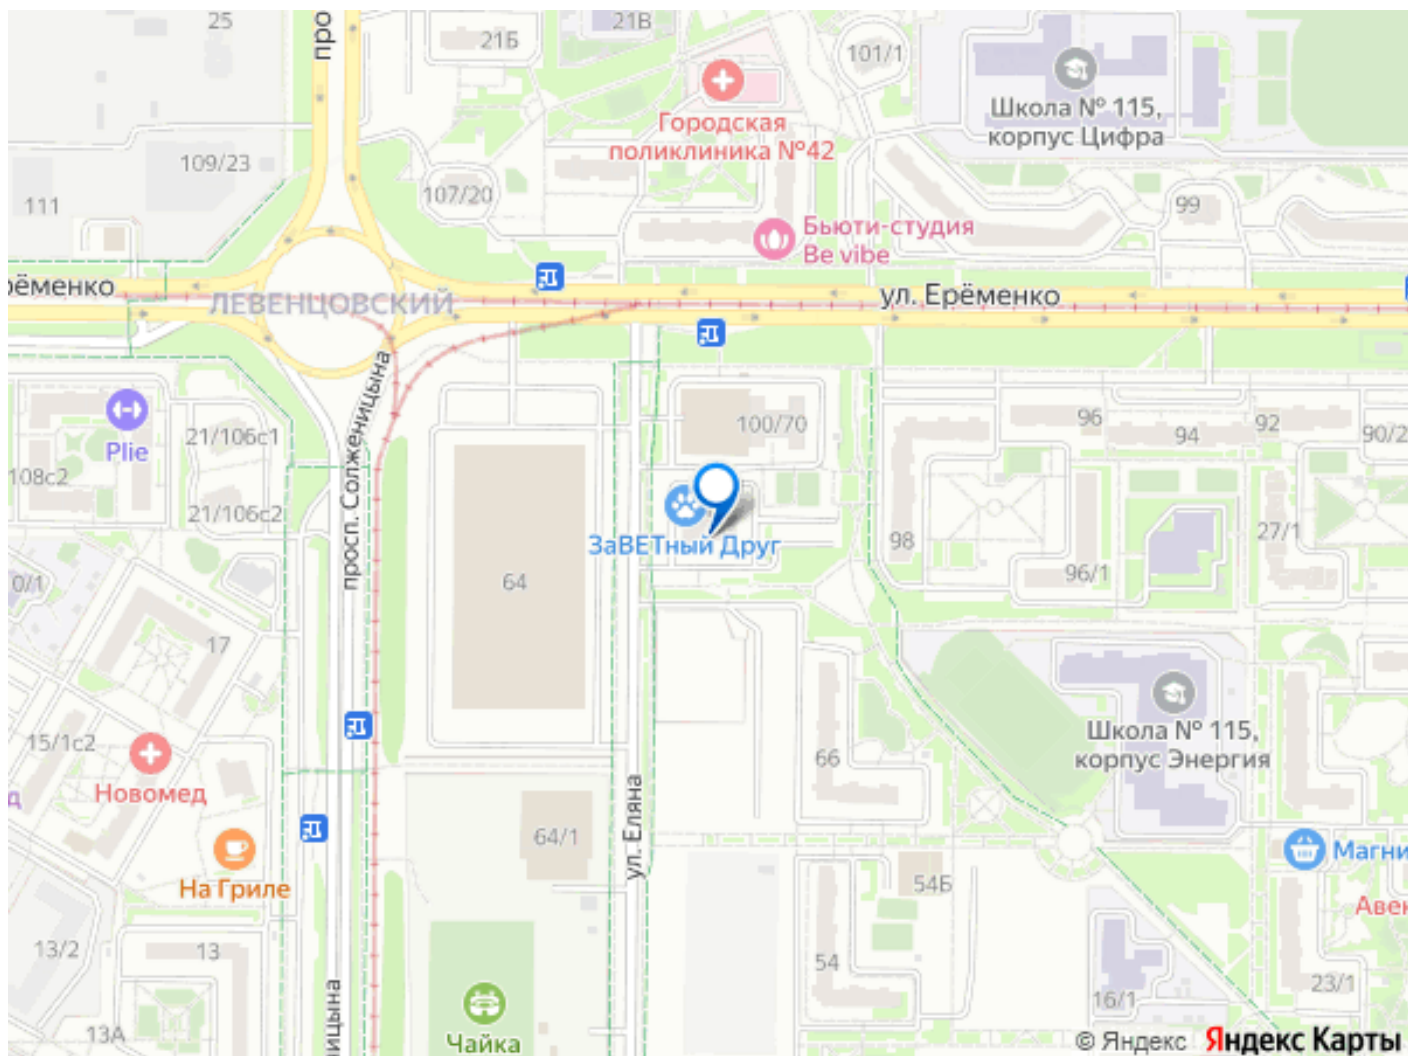 25
про
21Б
21В
101/1
Школа № 115,
корпус Цифра
Городская
поликлиника №42
109/23
111
107/20
99
Бьюти-студия
Be vibe
рёменко
ЛЕВЕНЦОВСКИЙ
ул. Ерёменко
просп. Солженицына
Plie
21/106с1
108с2
21/106с2
100/70
96
94
92
90/2
ЗаВЕТный Друг
98
27/1
96/1
64
0/1
17
15/1с2
Новомед
д
66
Школа № 115,
корпус Энергия
64/1
ул. Еляна
На Гриле
54Б
Магни
Авен
13/2
13
54
23/1
16/1
13А
ницына
Чайка
© Яндекс Яндекс Карты